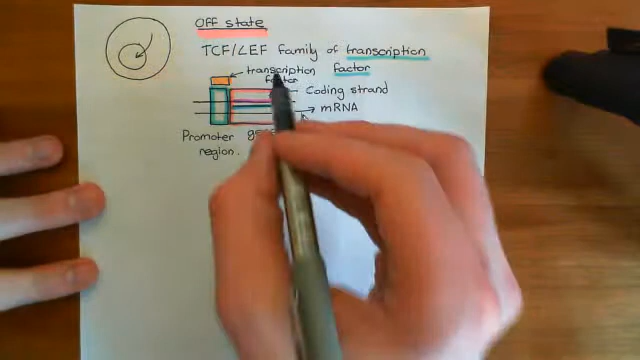 Off state
TCF/LEF family of transcription
factor
transcription
factor
Coding strand
mRNA
Promoter
region.